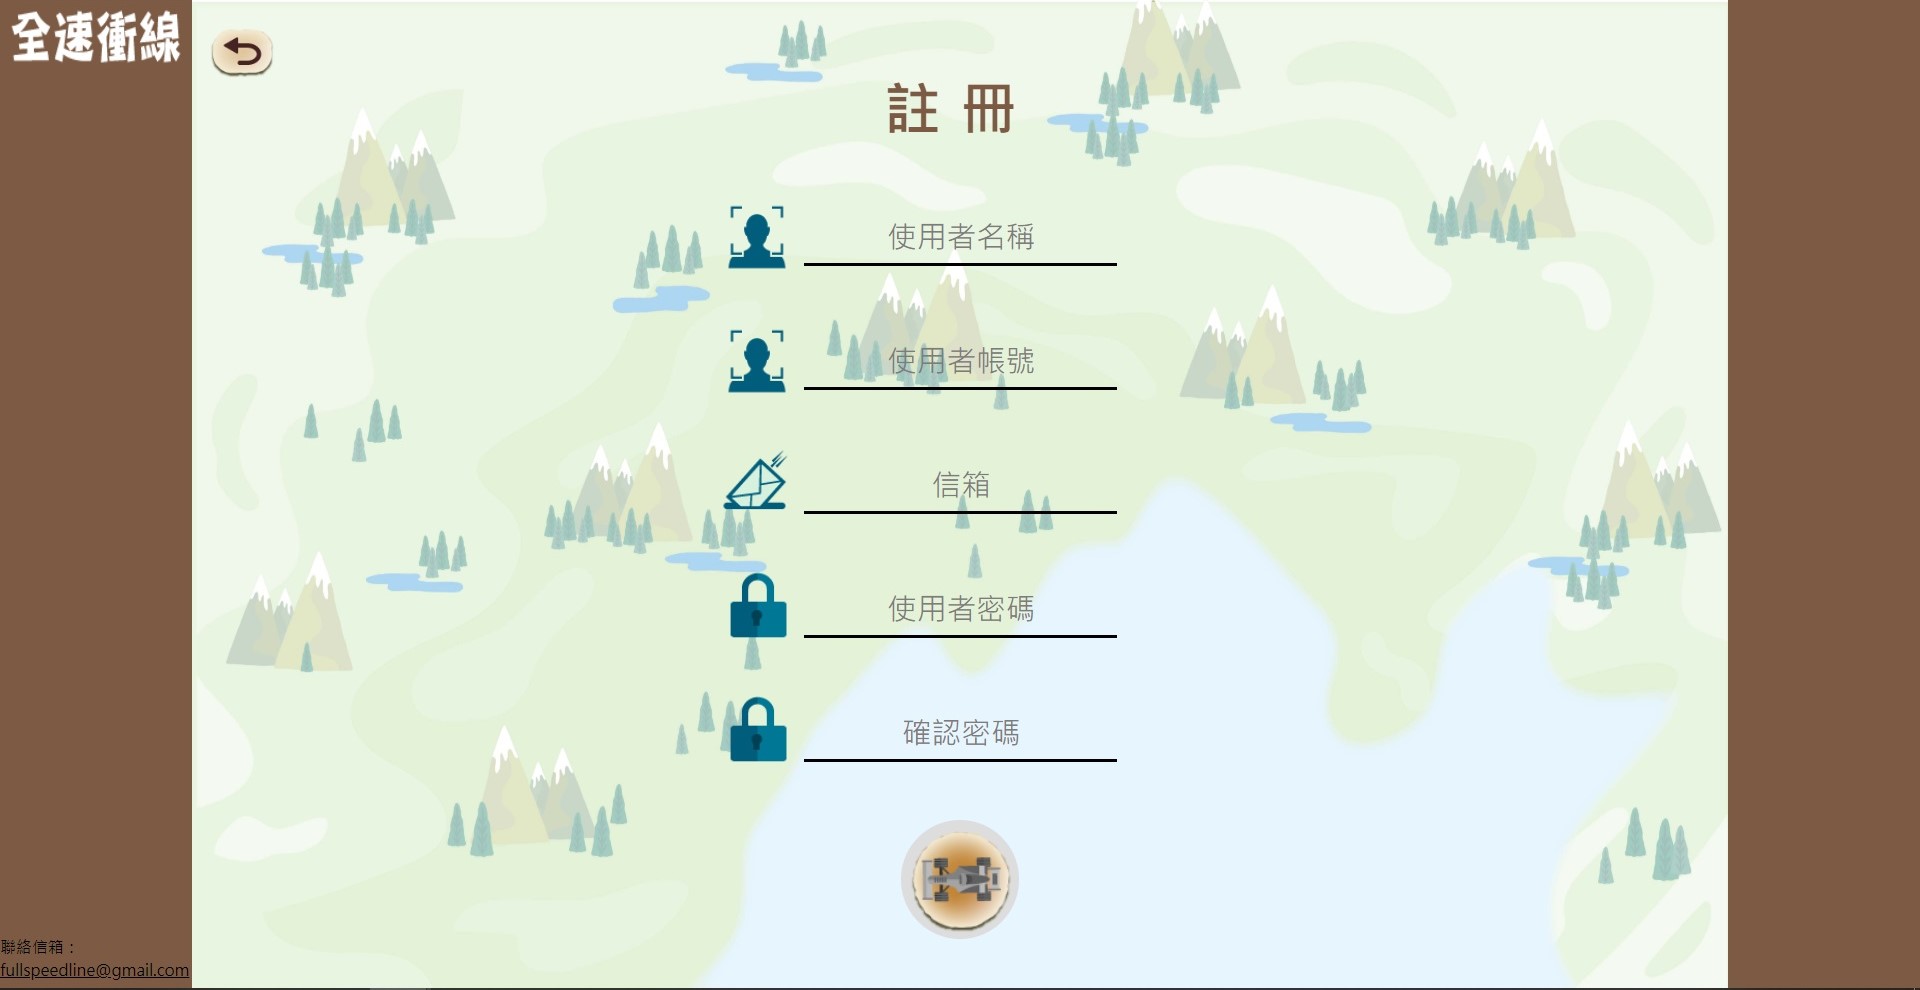 全速衝線
註冊
使用者名稱
使用者帳號
信箱
使用者密碼
確認密碼
聯絡信箱：
fullspeedline@gmail.com